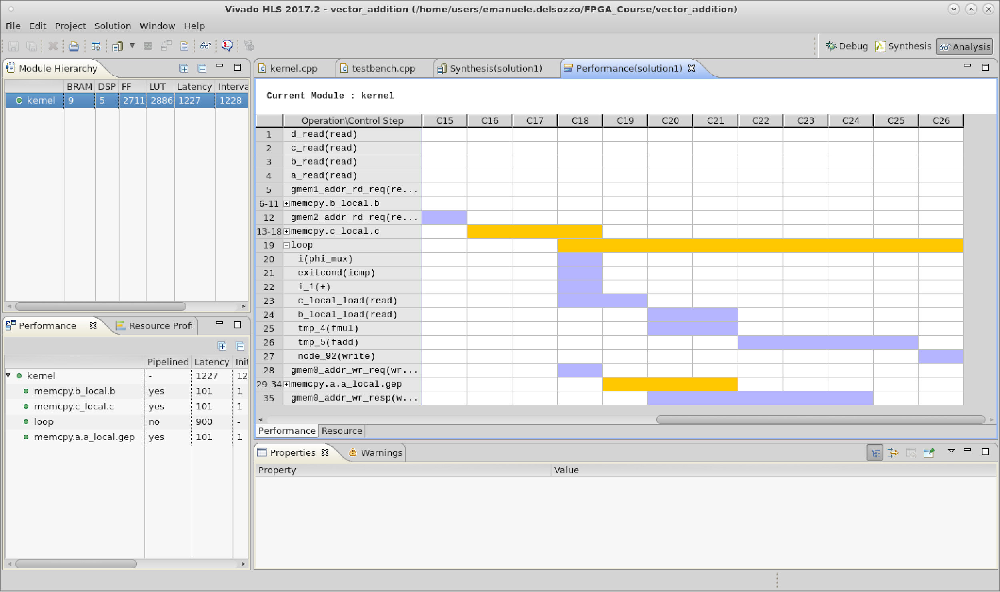 Vivado HLS 2017.2 - vector_addition (/home/users/emanuele.delsozzo/FPGA_Course/vector_addition)
File Edit Project Solution Window Help
Debug Synthesis Analysis
Module Hierarchy
BRAM DSP FF LUT Latency Interva
kernel 9 5 2711 2886 1227 1228
Performance Resource Profi
Pipelined Latency Init
kernel - 1227 12
memcpy.b_local.b yes 101 1
memcpy.c_local.c yes 101 1
loop no 900 -
memcpy.a.a_local.gep yes 101 1
kernel.cpp testbench.cpp Synthesis(solution1) Performance(solution1)
Current Module : kernel
Operation\Control Step C15 C16 C17 C18 C19 C20 C21 C22 C23 C24 C25 C26
1 d_read(read)
2 c_read(read)
3 b_read(read)
4 a_read(read)
5 gmem1_addr_rd_req(re...
6-11 memcpy.b_local.b
12 gmem2_addr_rd_req(re...
13-18 memcpy.c_local.c
19 loop
20 i(phi_mux)
21 exitcond(icmp)
22 i_1(+)
23 c_local_load(read)
24 b_local_load(read)
25 tmp_4(fmul)
26 tmp_5(fadd)
27 node_92(write)
28 gmem0_addr_wr_req(wr...
29-34 memcpy.a.a_local.gep
35 gmem0_addr_wr_resp(w...
Performance Resource
Properties Warnings
Property Value